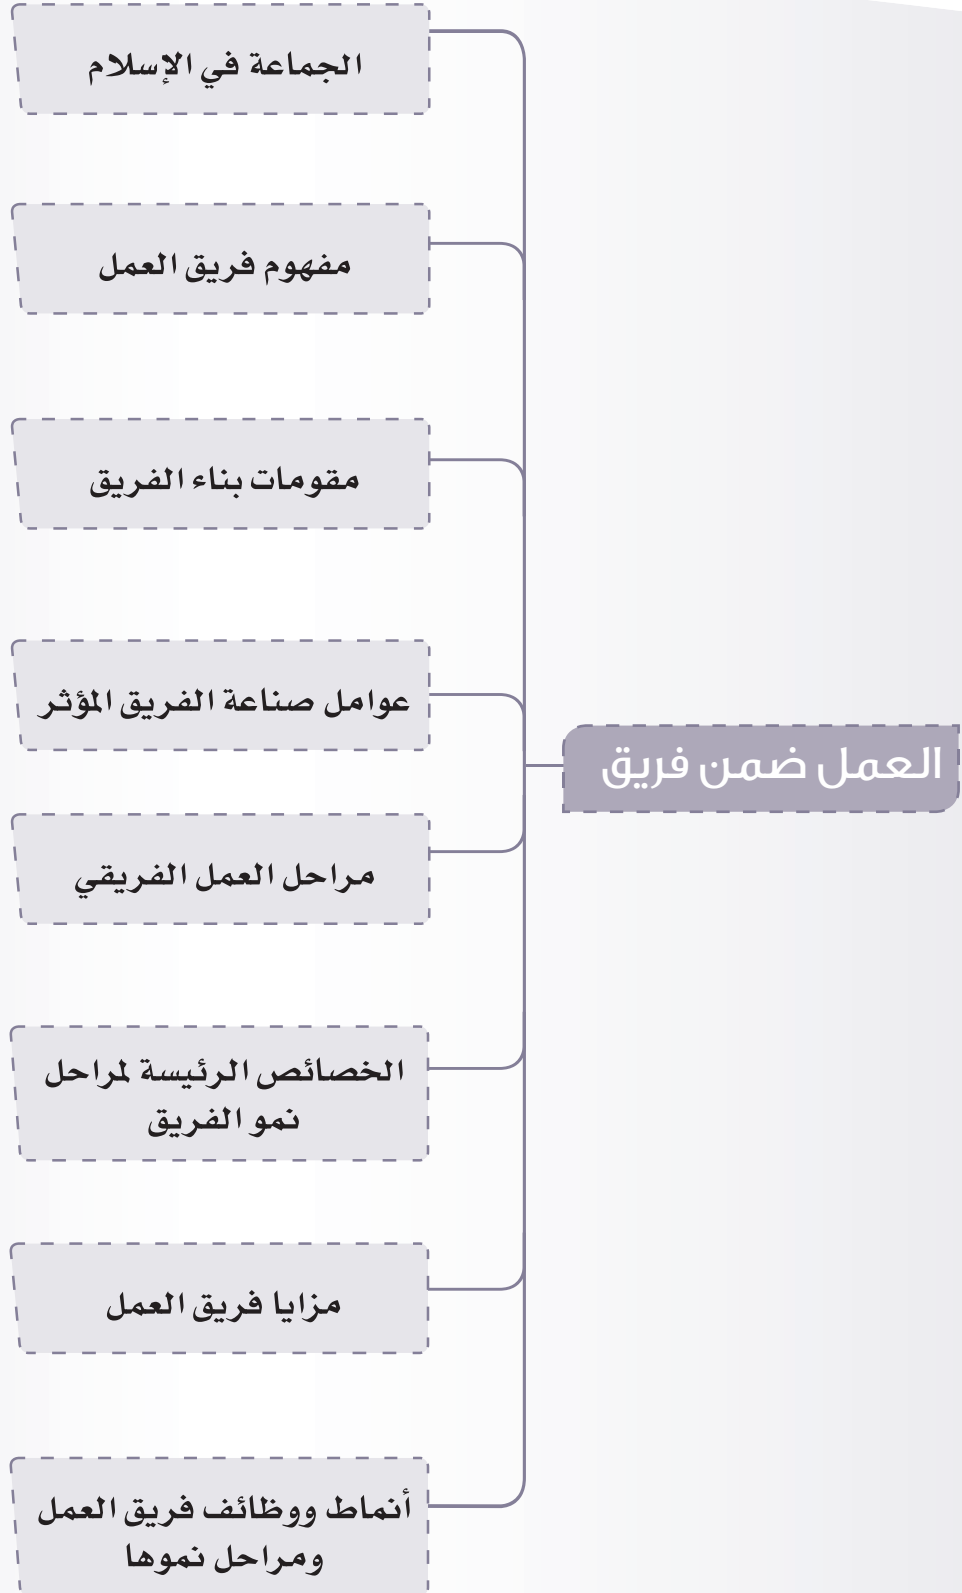 الجماعة في الإسلام
مفهوم فريق العمل
مقومات بناء الفريق
عوامل صناعة الفريق المؤثر
العمل ضمن فريق
مراحل العمل الفريقي
الخصائص الرئيسة لمراحل
نمو الفريق
مزايا فريق العمل
أنماط ووظائف فريق العمل
ومراحل نموها